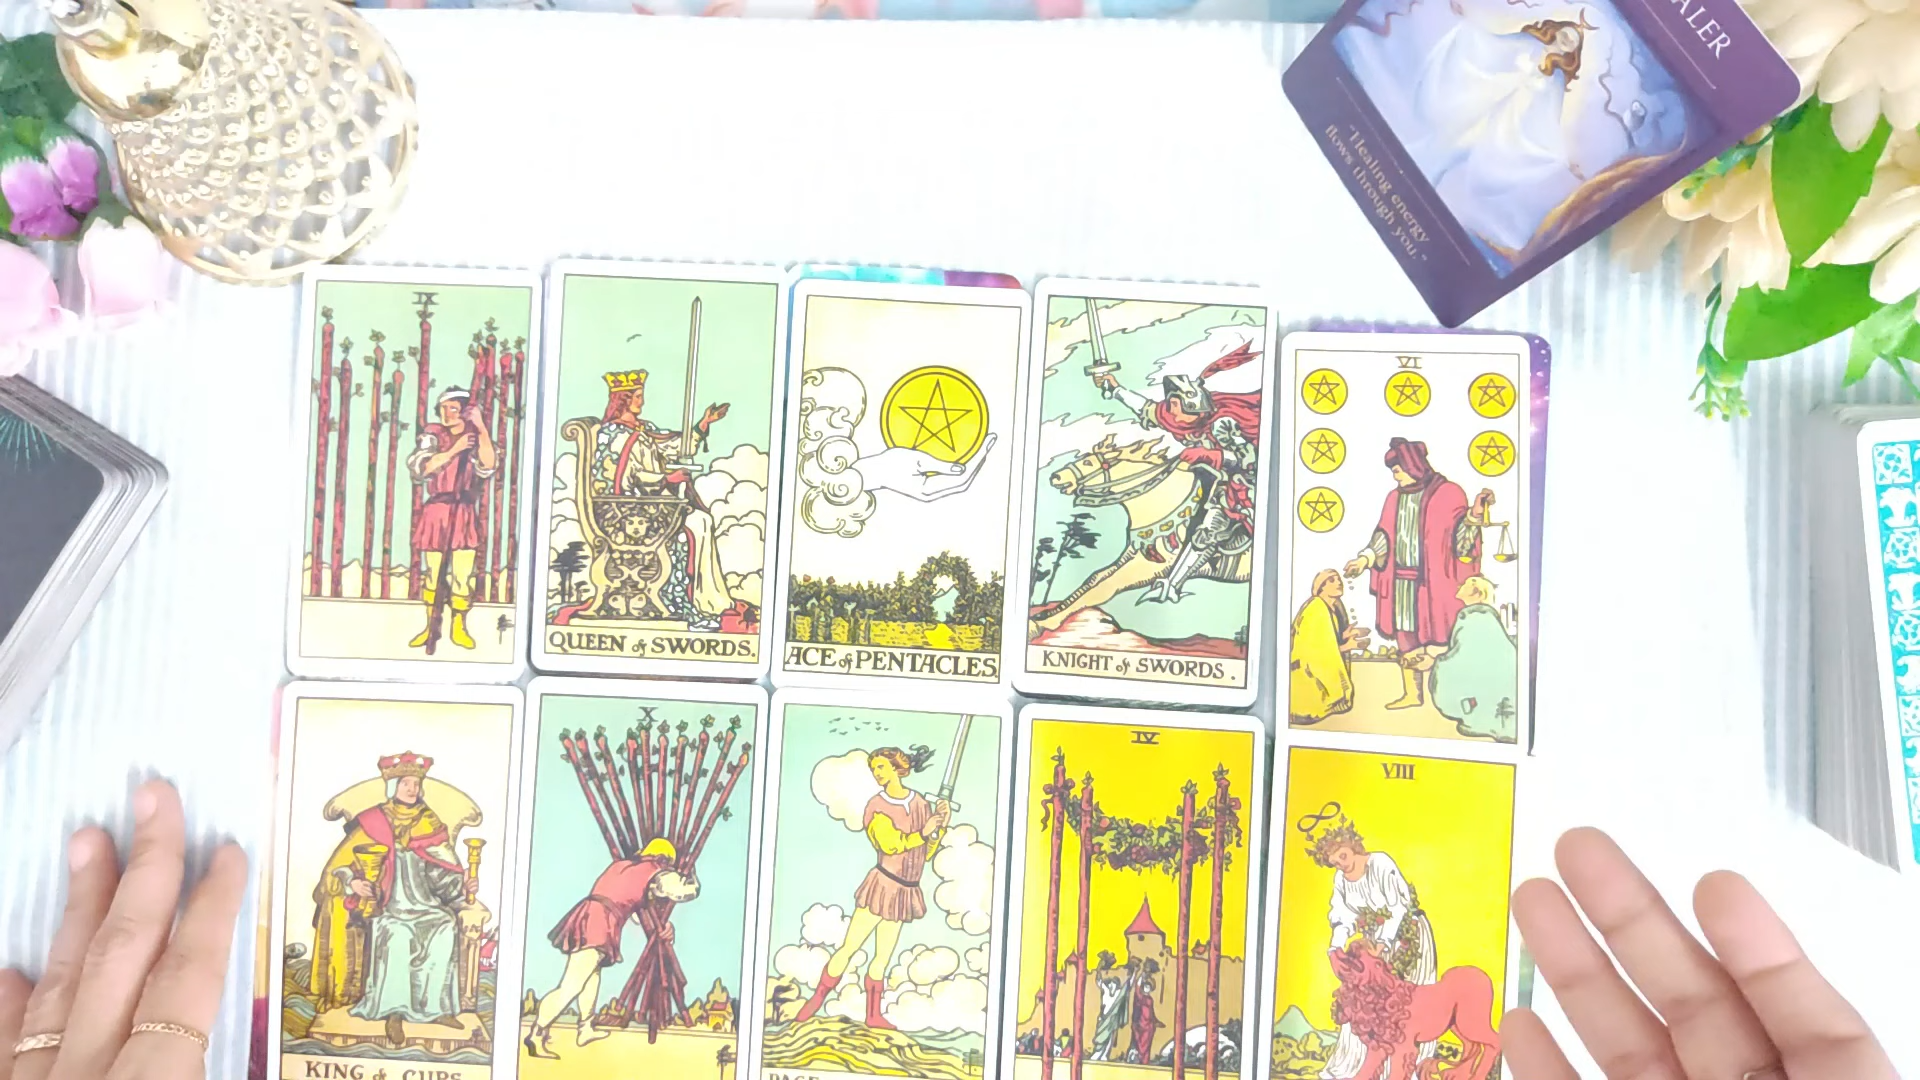 ALER
"Healing energy
flows through you."
IX
QUEEN of SWORDS.
ACE of PENTACLES
KNIGHT of SWORDS.
VI
KING of CUPS
X
PAGE
IV
VIII